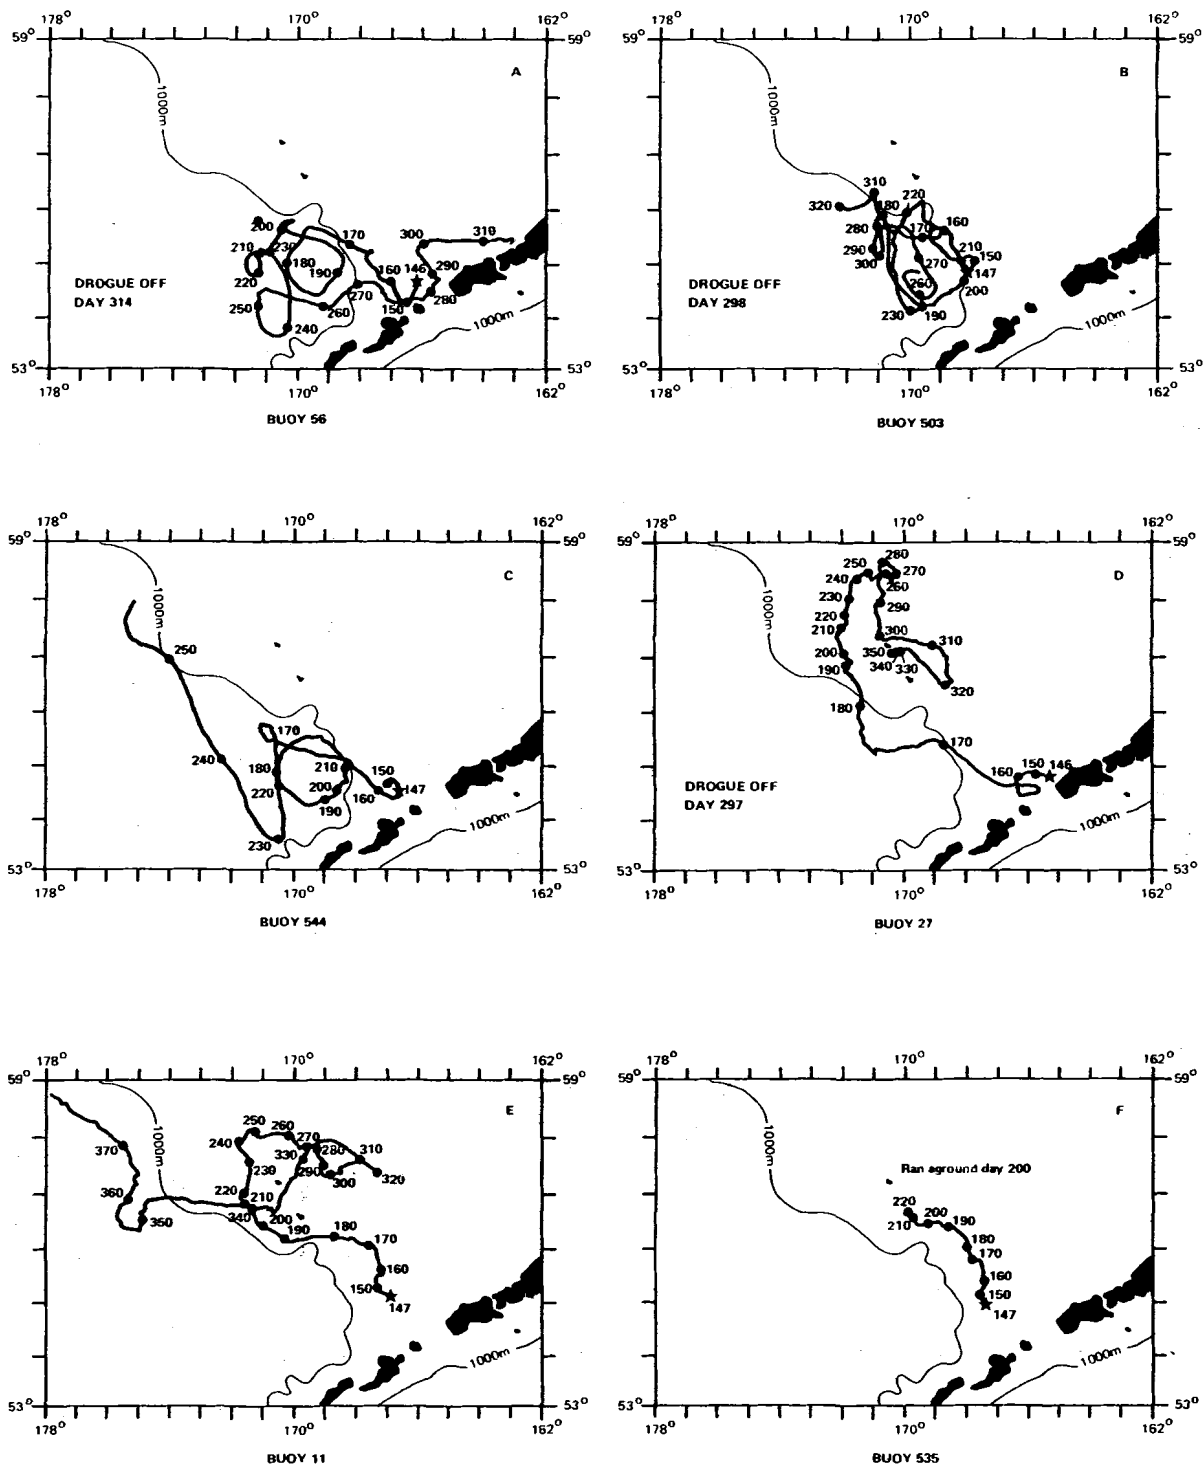 178° 170° 162°
59° 59° 59°
A B
1000m 1000m
310
320 180 220
200 170 300 310 280 170 160
210 230 290 210
180 190 160 146 290 300 270 150
220 147
DROGUE OFF 270 280 DROGUE OFF 260 200
DAY 314 250 260 150 DAY 298
240 230 190
1000m 1000m
53° 162° 53° 162°
178° 170° 178° 170°
BUOY 56 BUOY 503
178° 170° 162° 178° 170° 162°
59° 59° 59°
C D
1000m 1000m
280
250 270
240 260
230 290
220
210 300 310
250 200 350
190 340 330
320
170 180
240 180 210 150 170
220 200 160 147 160 150 146
190 DROGUE OFF
DAY 297
230
1000m 1000m
53° 53° 53°
178° 170° 162° 178° 170° 162°
BUOY 544 BUOY 27
178° 170° 162° 178° 170° 162°
59° 59° 59°
E F
1000m 1000m
250 260
240 270
330 280 310
370 230 290 300 320 Ran aground day 200
360 220 210
350 340 200 220 200
190 180 170 210 190
180
170
160 160
150 150
147 147
1000m 1000m
53° 53° 53°
178° 170° 162° 178° 170° 162°
BUOY 11 BUOY 535